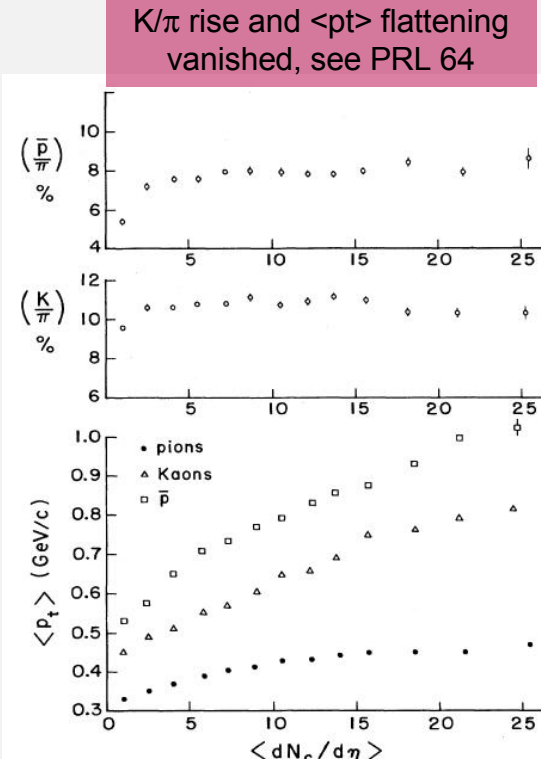 K/π rise and <pt> flattening
vanished, see PRL 64
(p̄/π)
%
10
8
6
4
5 10 15 20 25
(K/π)
%
12
10
8
6
5 10 15 20 25
1.0
0.9
0.8
0.7
0.6
0.5
0.4
0.3
• pions
△ Kaons
□ p̄
<p_t> (GeV/c)
0 5 10 15 20 25
<dN_c/dη>